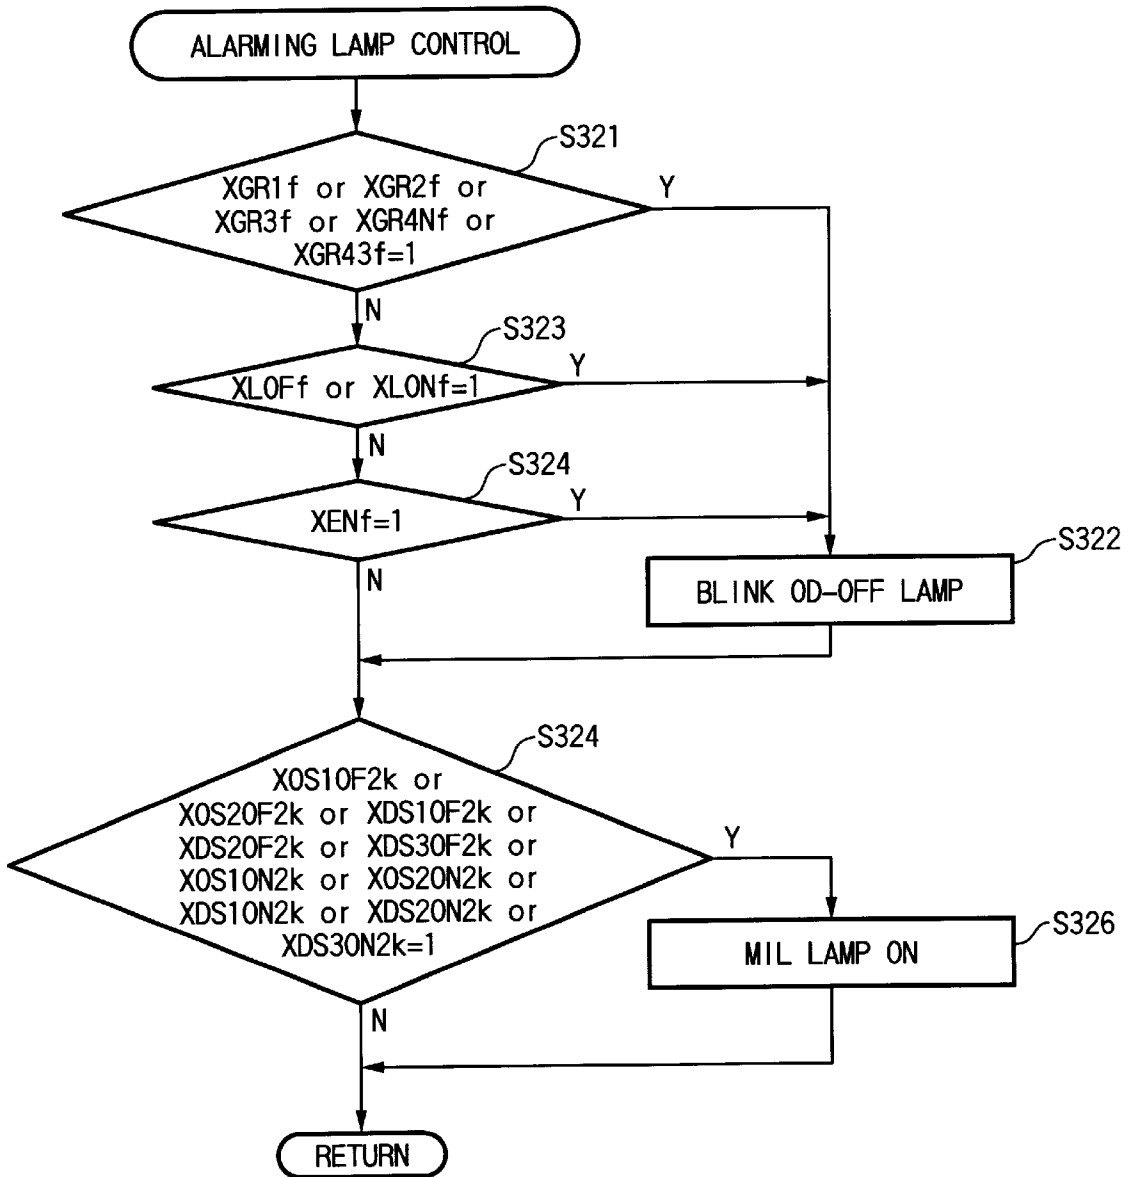 ALARMING LAMP CONTROL
S321
XGR1f or XGR2f or
XGR3f or XGR4Nf or
XGR43f=1
Y
N
S323
XLOFf or XLONf=1
Y
N
S324
XENf=1
Y
N
S322
BLINK OD-OFF LAMP
S324
XOS1OF2k or
XOS2OF2k or XDS1OF2k or
XDS2OF2k or XDS3OF2k or
XOS1ON2k or XOS2ON2k or
XDS1ON2k or XDS2ON2k or
XDS3ON2k=1
Y
N
S326
MIL LAMP ON
RETURN